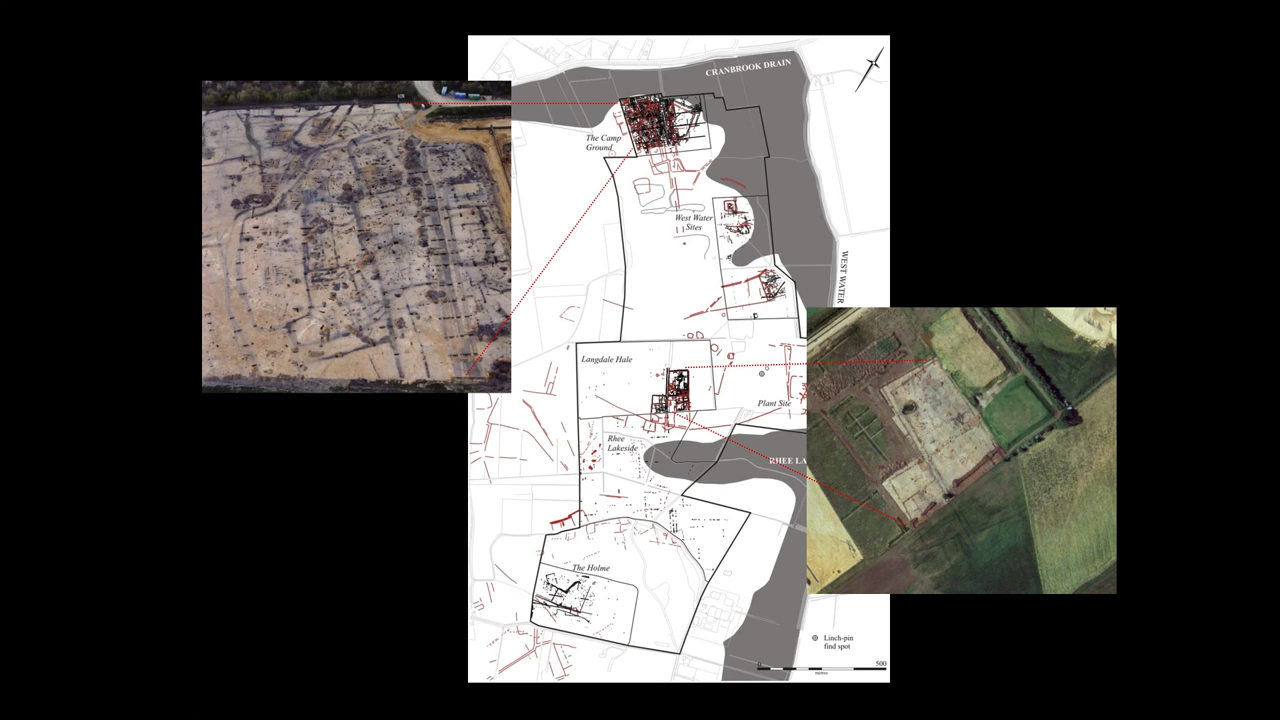 CRANBROOK DRAIN
The Camp
Ground
West Water
Sites
WEST WATER
Langdale Hale
Plant Site
Rhee
Lakeside
RHEE LA
The Holme
Linch-pin
find spot
0 500
metres